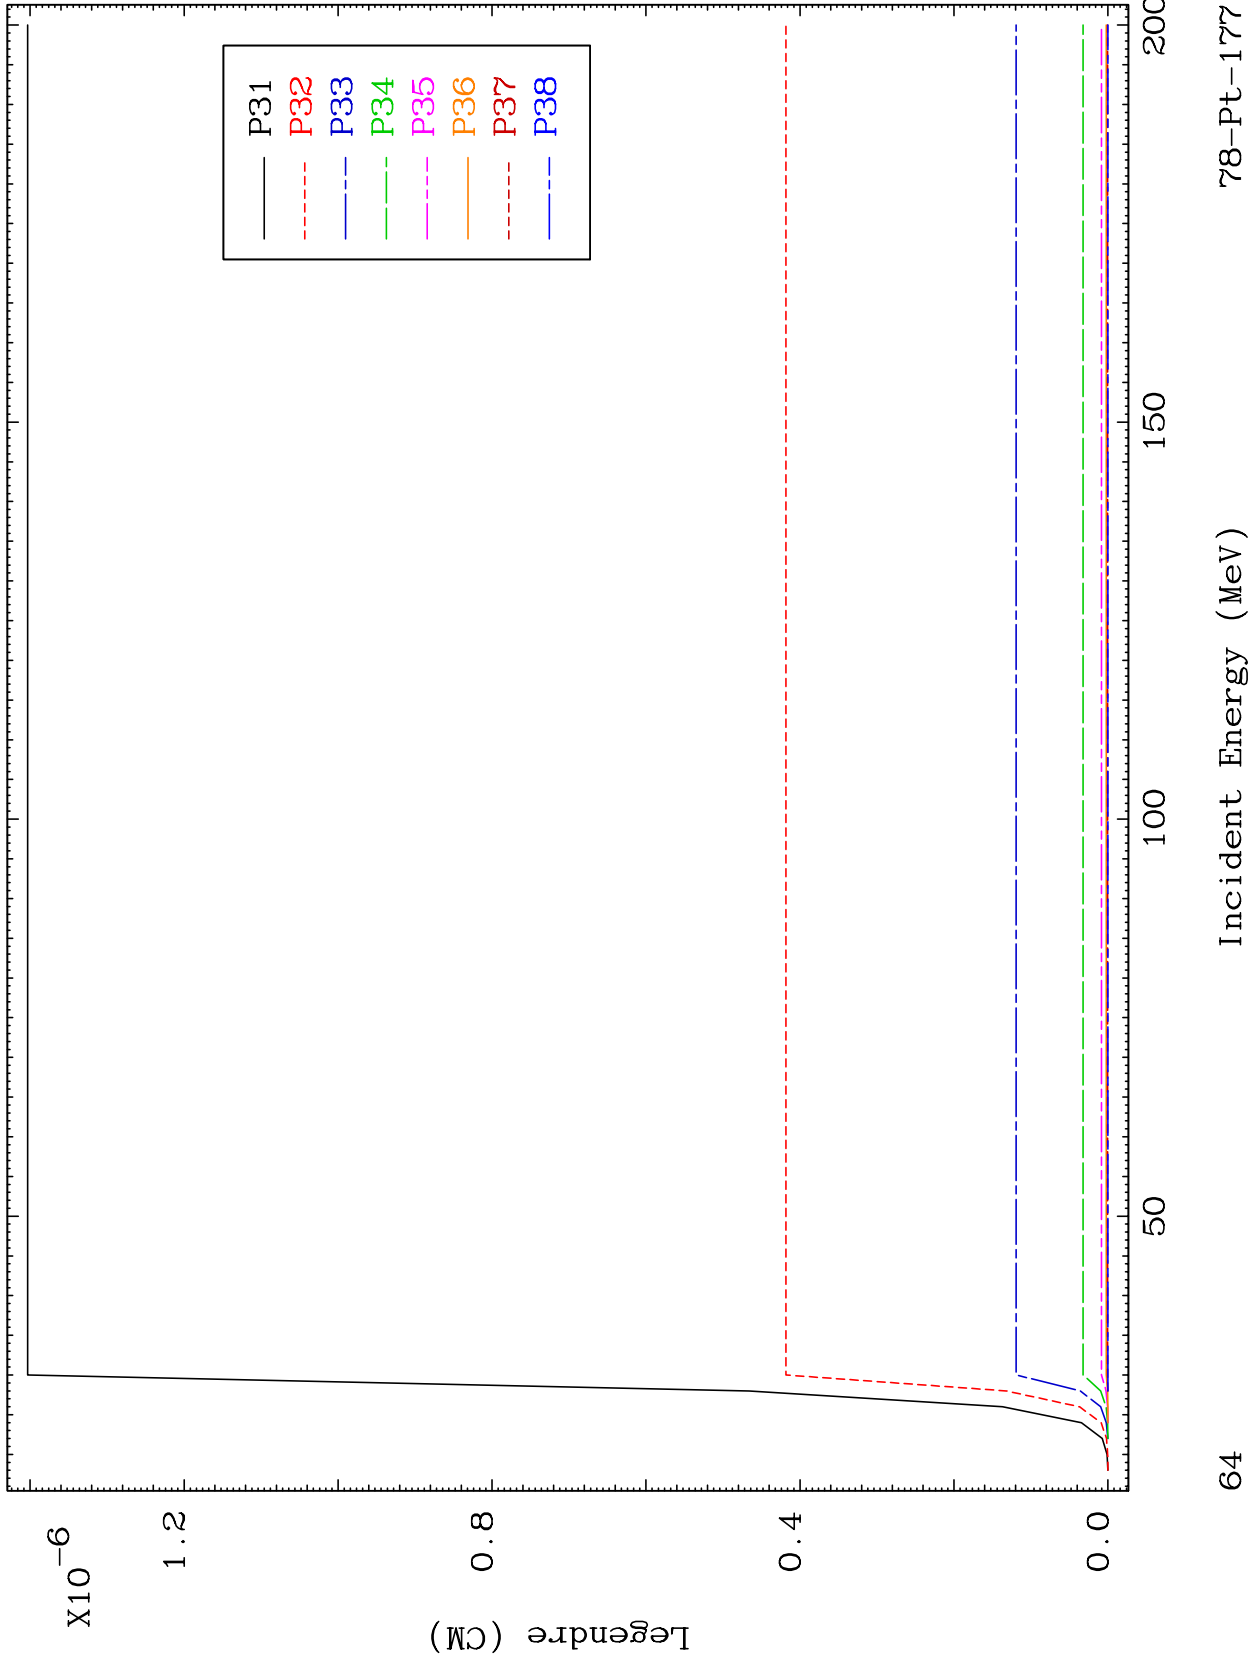 X10-6
1.2
0.8
0.4
0.0
Legendre (CM)
P31
P32
P33
P34
P35
P36
P37
P38
50
100
150
200
Incident Energy (MeV)
64
78-Pt-177